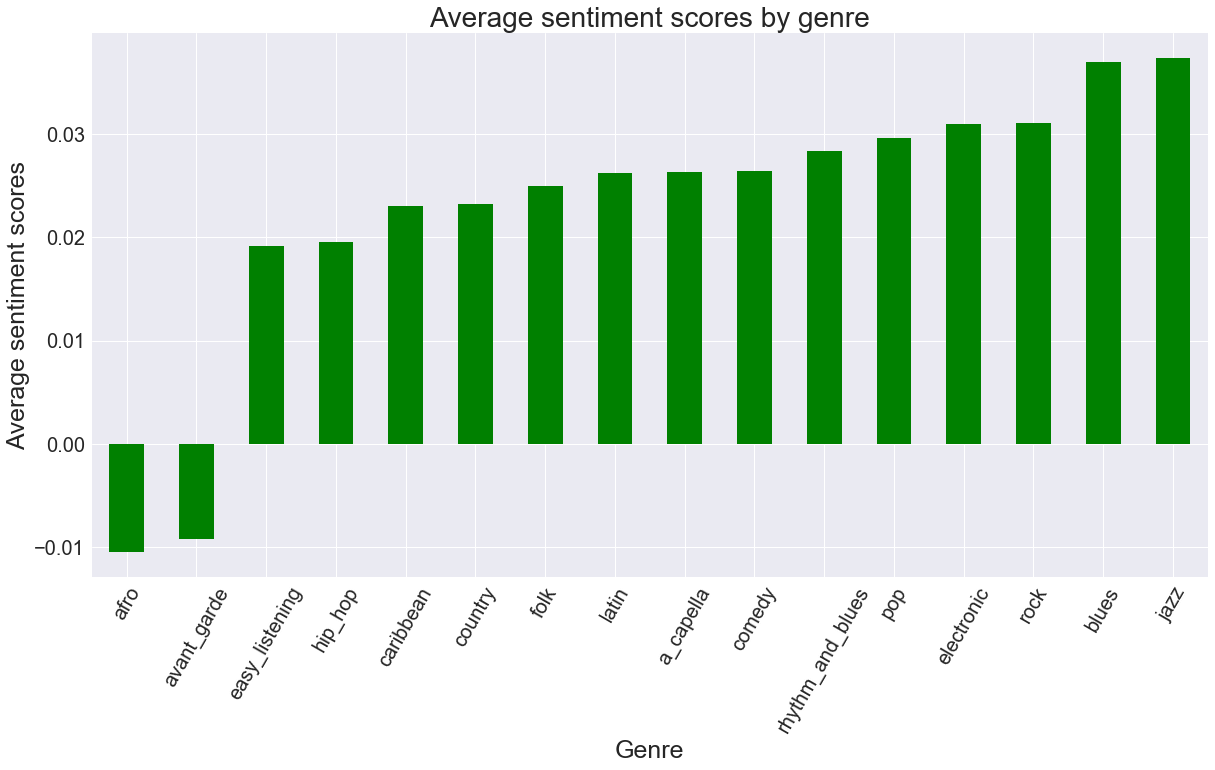 Average sentiment scores by genre
Average sentiment scores
0.03
0.02
0.01
0.00
−0.01
afro
avant_garde
easy_listening
hip_hop
caribbean
country
folk
latin
a_capella
comedy
rhythm_and_blues
pop
electronic
rock
blues
jazz
Genre